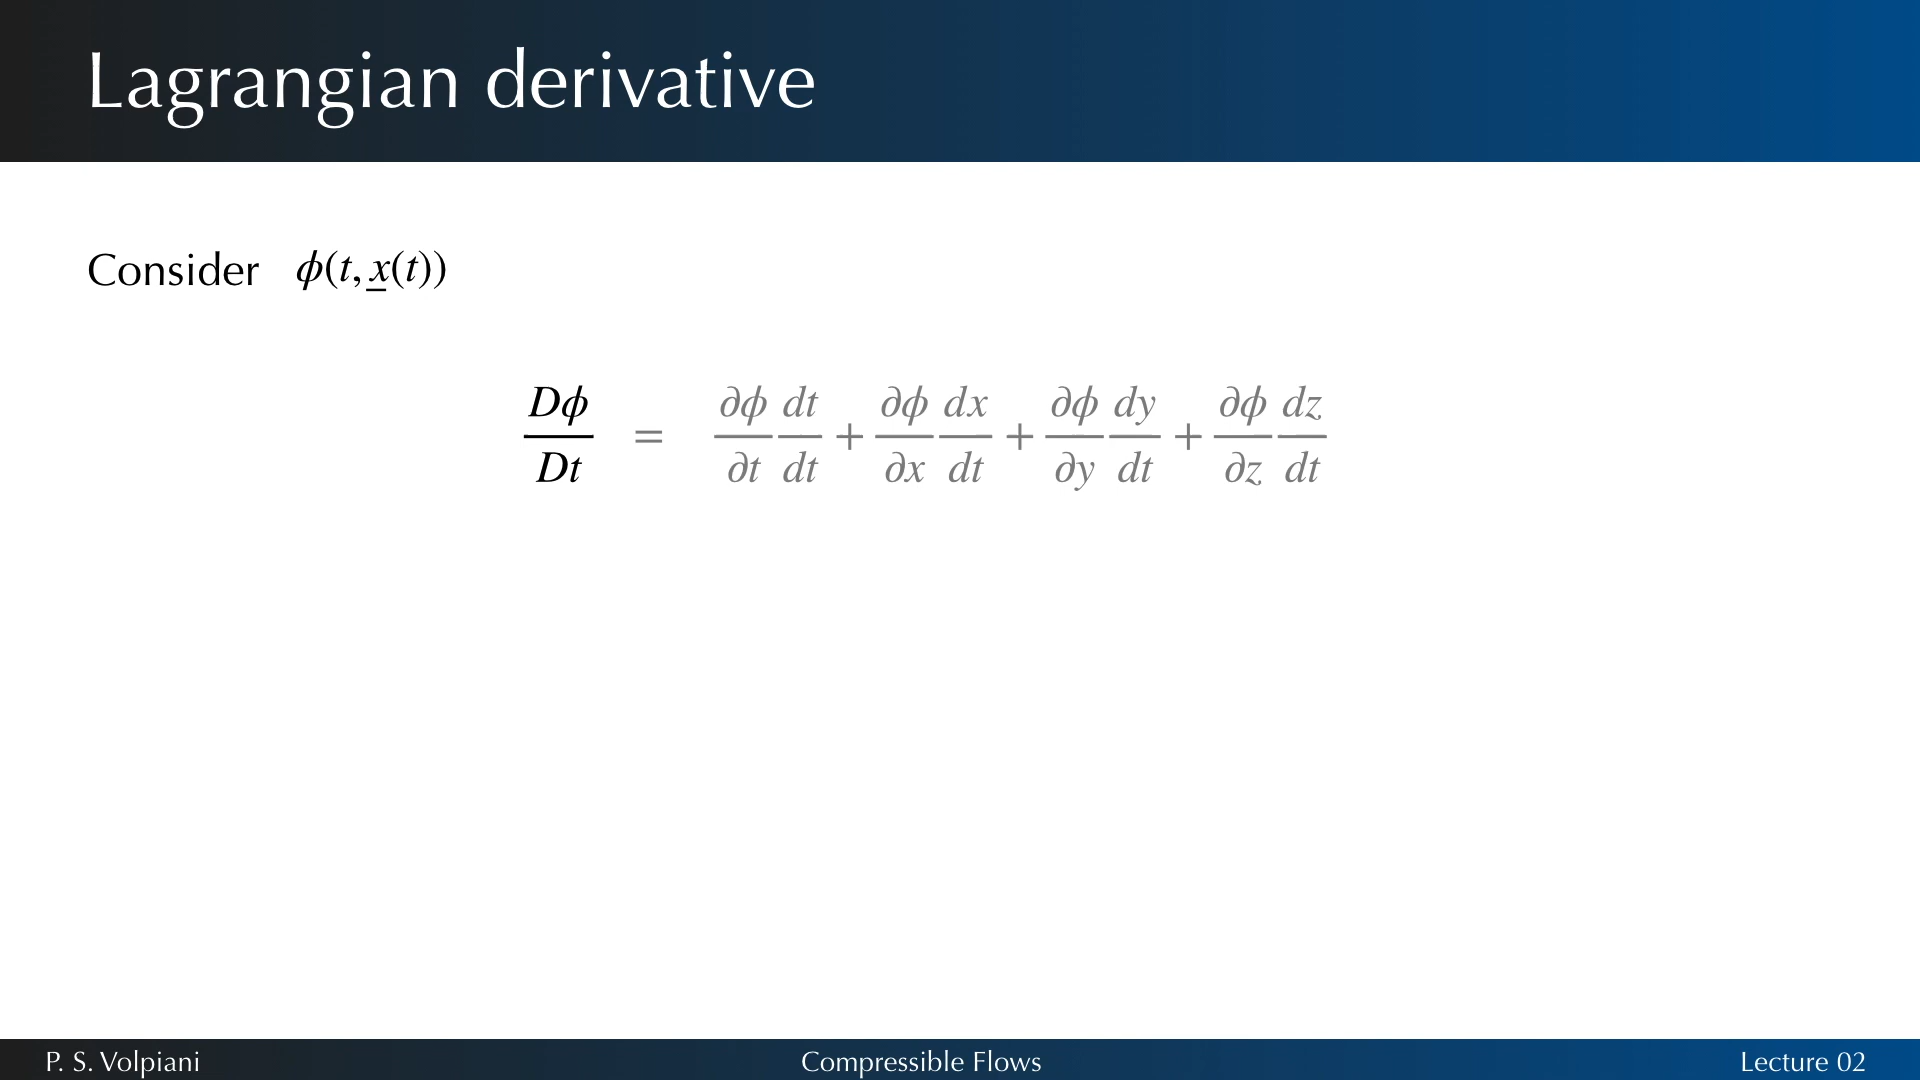 Lagrangian derivative
Consider ϕ(t, x̲(t))
Dϕ/Dt = ∂ϕ/∂t dt/dt + ∂ϕ/∂x dx/dt + ∂ϕ/∂y dy/dt + ∂ϕ/∂z dz/dt
P. S. Volpiani Compressible Flows Lecture 02